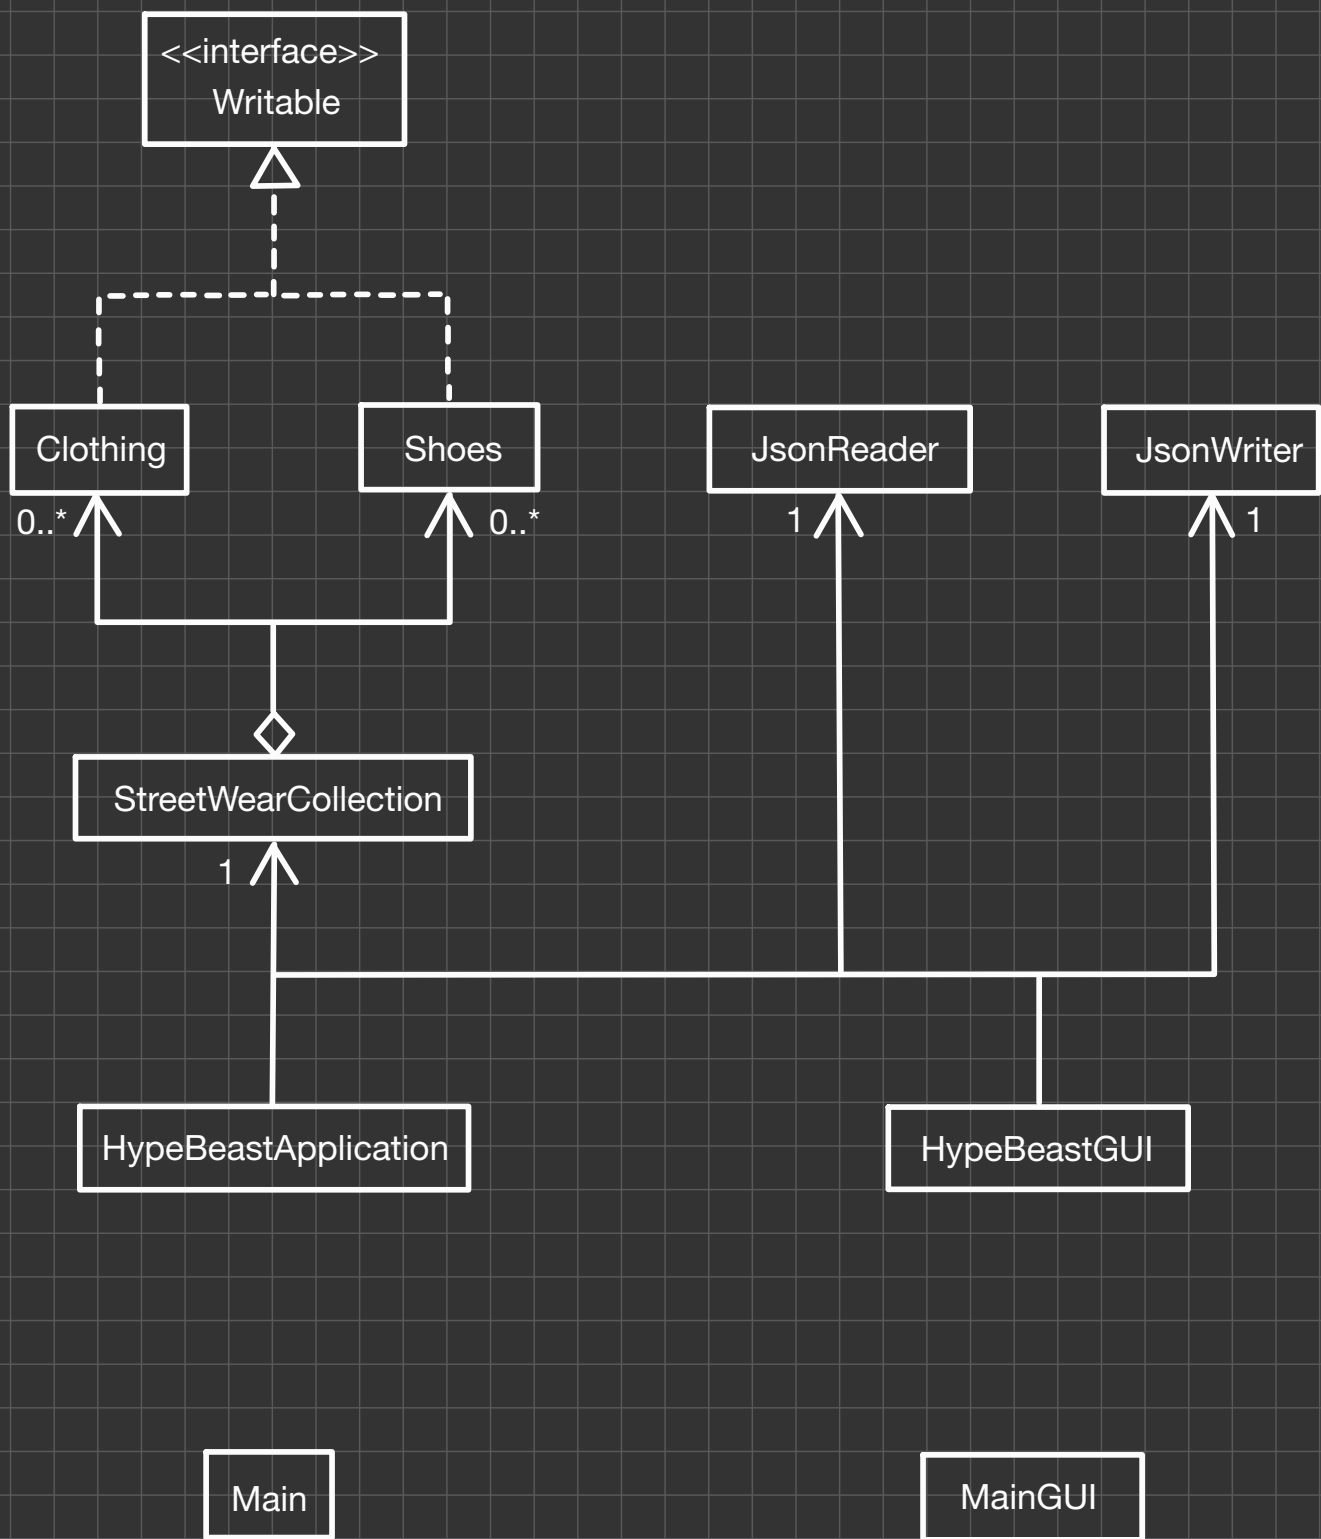 <<interface>>
Writable
Clothing
Shoes
JsonReader
JsonWriter
0..*
0..*
1
1
StreetWearCollection
1
HypeBeastApplication
HypeBeastGUI
Main
MainGUI